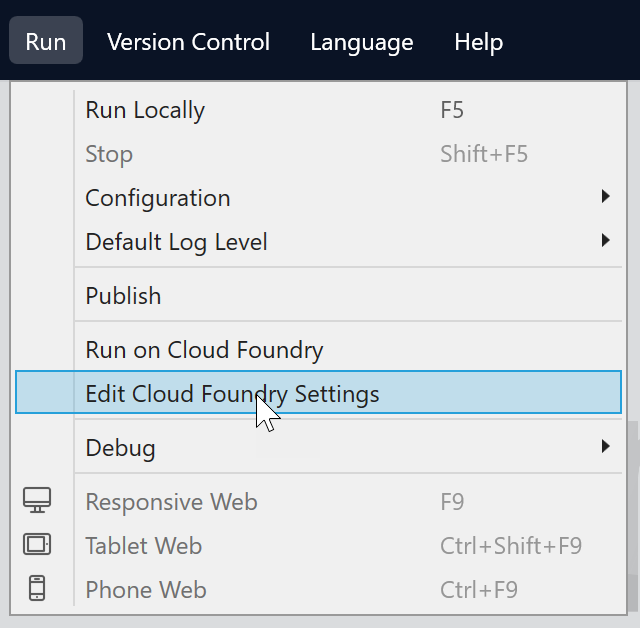 Run Version Control Language Help
Run Locally F5
Stop Shift+F5
Configuration
Default Log Level
Publish
Run on Cloud Foundry
Edit Cloud Foundry Settings
Debug
Responsive Web F9
Tablet Web Ctrl+Shift+F9
Phone Web Ctrl+F9